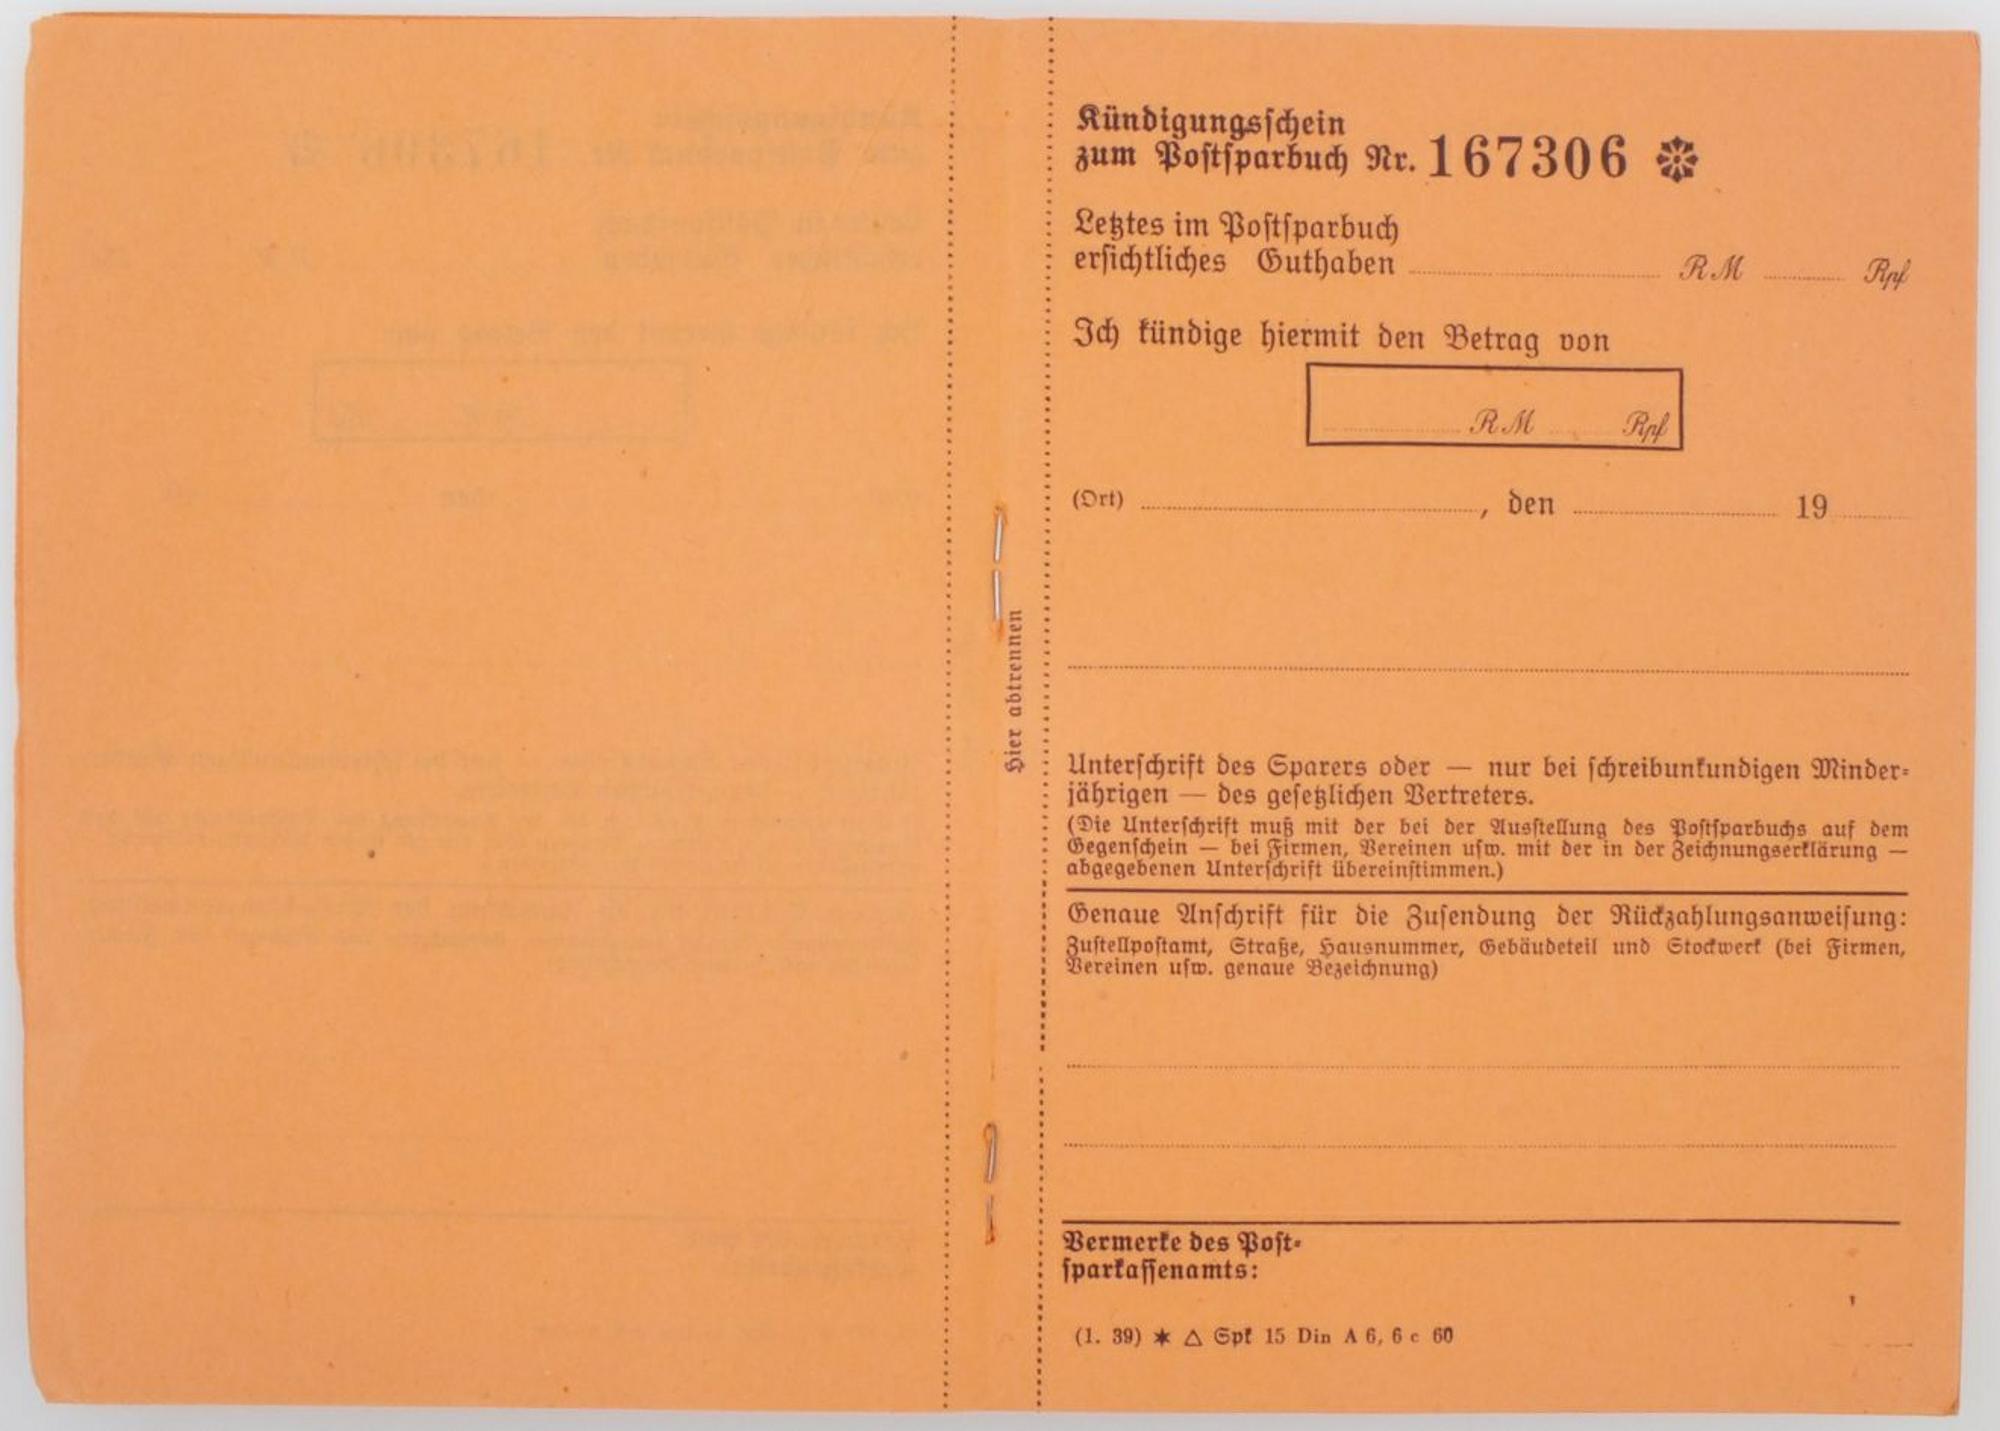 Kündigungsschein
zum Postsparbuch Nr. 167306
Letztes im Postsparbuch
ersichtliches Guthaben RM Rpf
Ich kündige hiermit den Betrag von
RM Rpf
(Ort) , den 19
Hier abtrennen
Unterschrift des Sparers oder — nur bei schreibunkundigen Minder-
jährigen — des gesetzlichen Vertreters.
(Die Unterschrift muß mit der bei der Ausstellung des Postsparbuchs auf dem
Gegenschein — bei Firmen, Vereinen usw. mit der in der Zeichnungserklärung —
abgegebenen Unterschrift übereinstimmen.)
Genaue Anschrift für die Zusendung der Rückzahlungsanweisung:
Zustellpostamt, Straße, Hausnummer, Gebäudeteil und Stockwerk (bei Firmen,
Vereinen usw. genaue Bezeichnung)
Vermerke des Post-
sparkassenamts:
(1. 39) ✶ △ Spk 15 Din A 6, 6 c 60